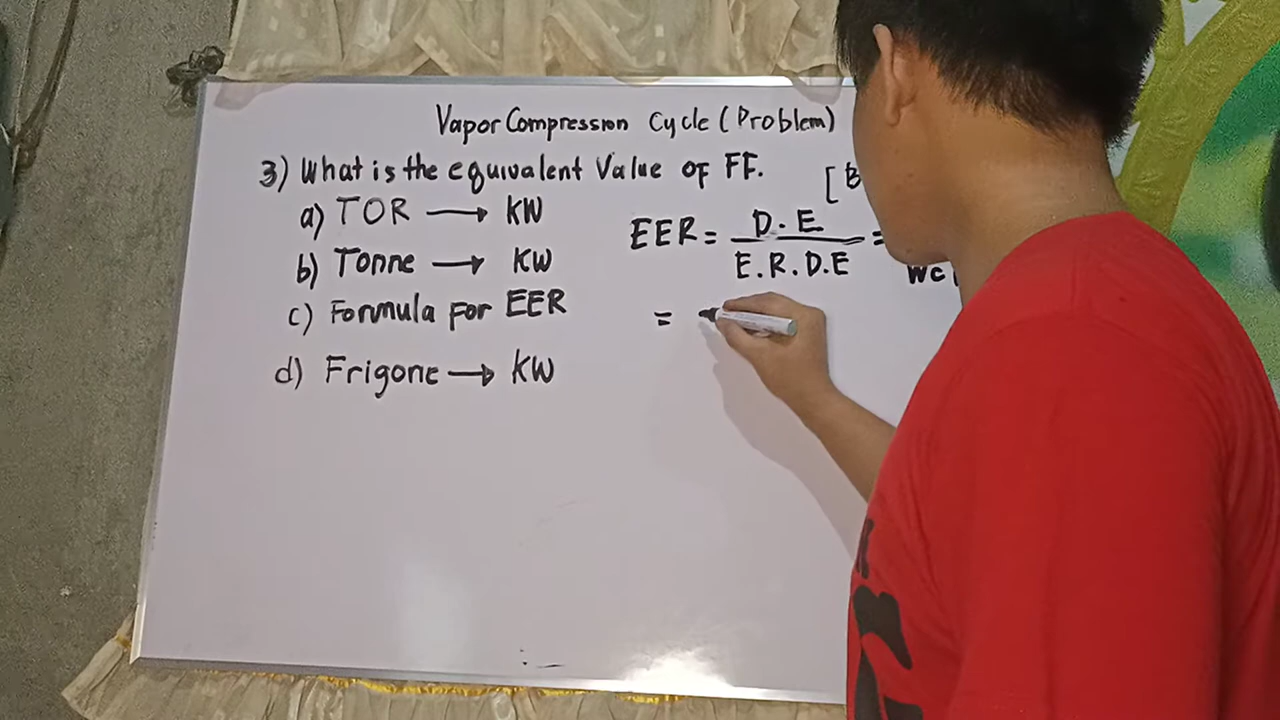 Vapor Compression Cycle (Problem)
3) What is the equivalent Value of FF.
a) TOR → KW
b) Tonne → KW
c) Formula for EER
d) Frigone → KW
[B
EER = D.E / E.R.D.E =
Wc
=